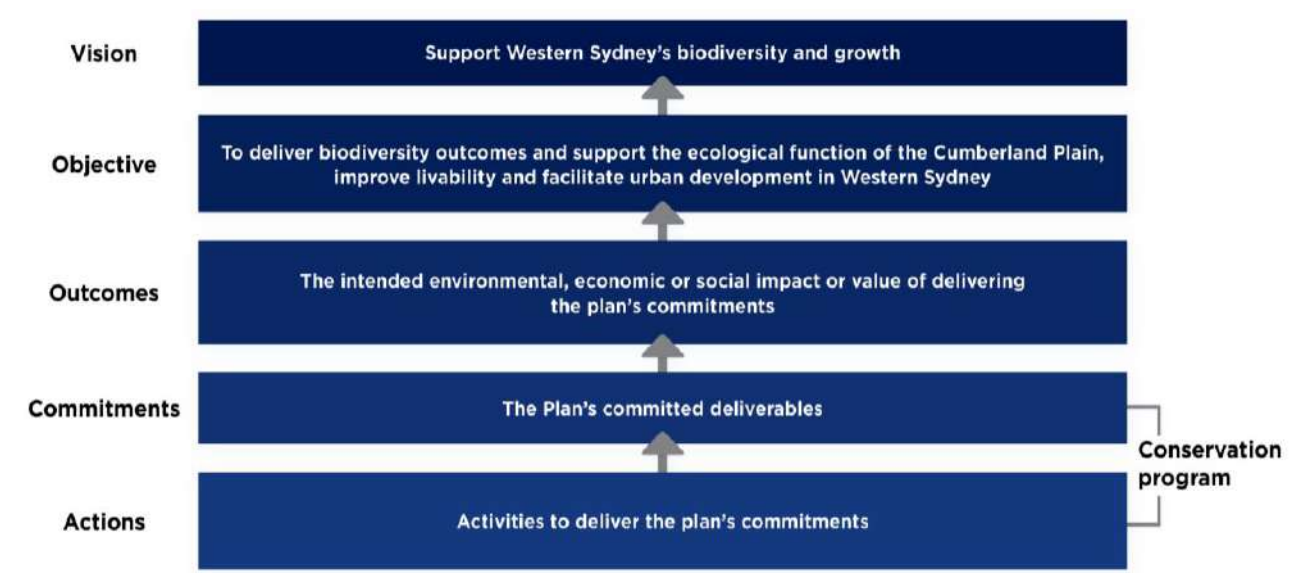 Vision
Support Western Sydney's biodiversity and growth
Objective
To deliver biodiversity outcomes and support the ecological function of the Cumberland Plain,
improve livability and facilitate urban development in Western Sydney
Outcomes
The intended environmental, economic or social impact or value of delivering
the plan's commitments
Commitments
The Plan's committed deliverables
Conservation
program
Actions
Activities to deliver the plan's commitments